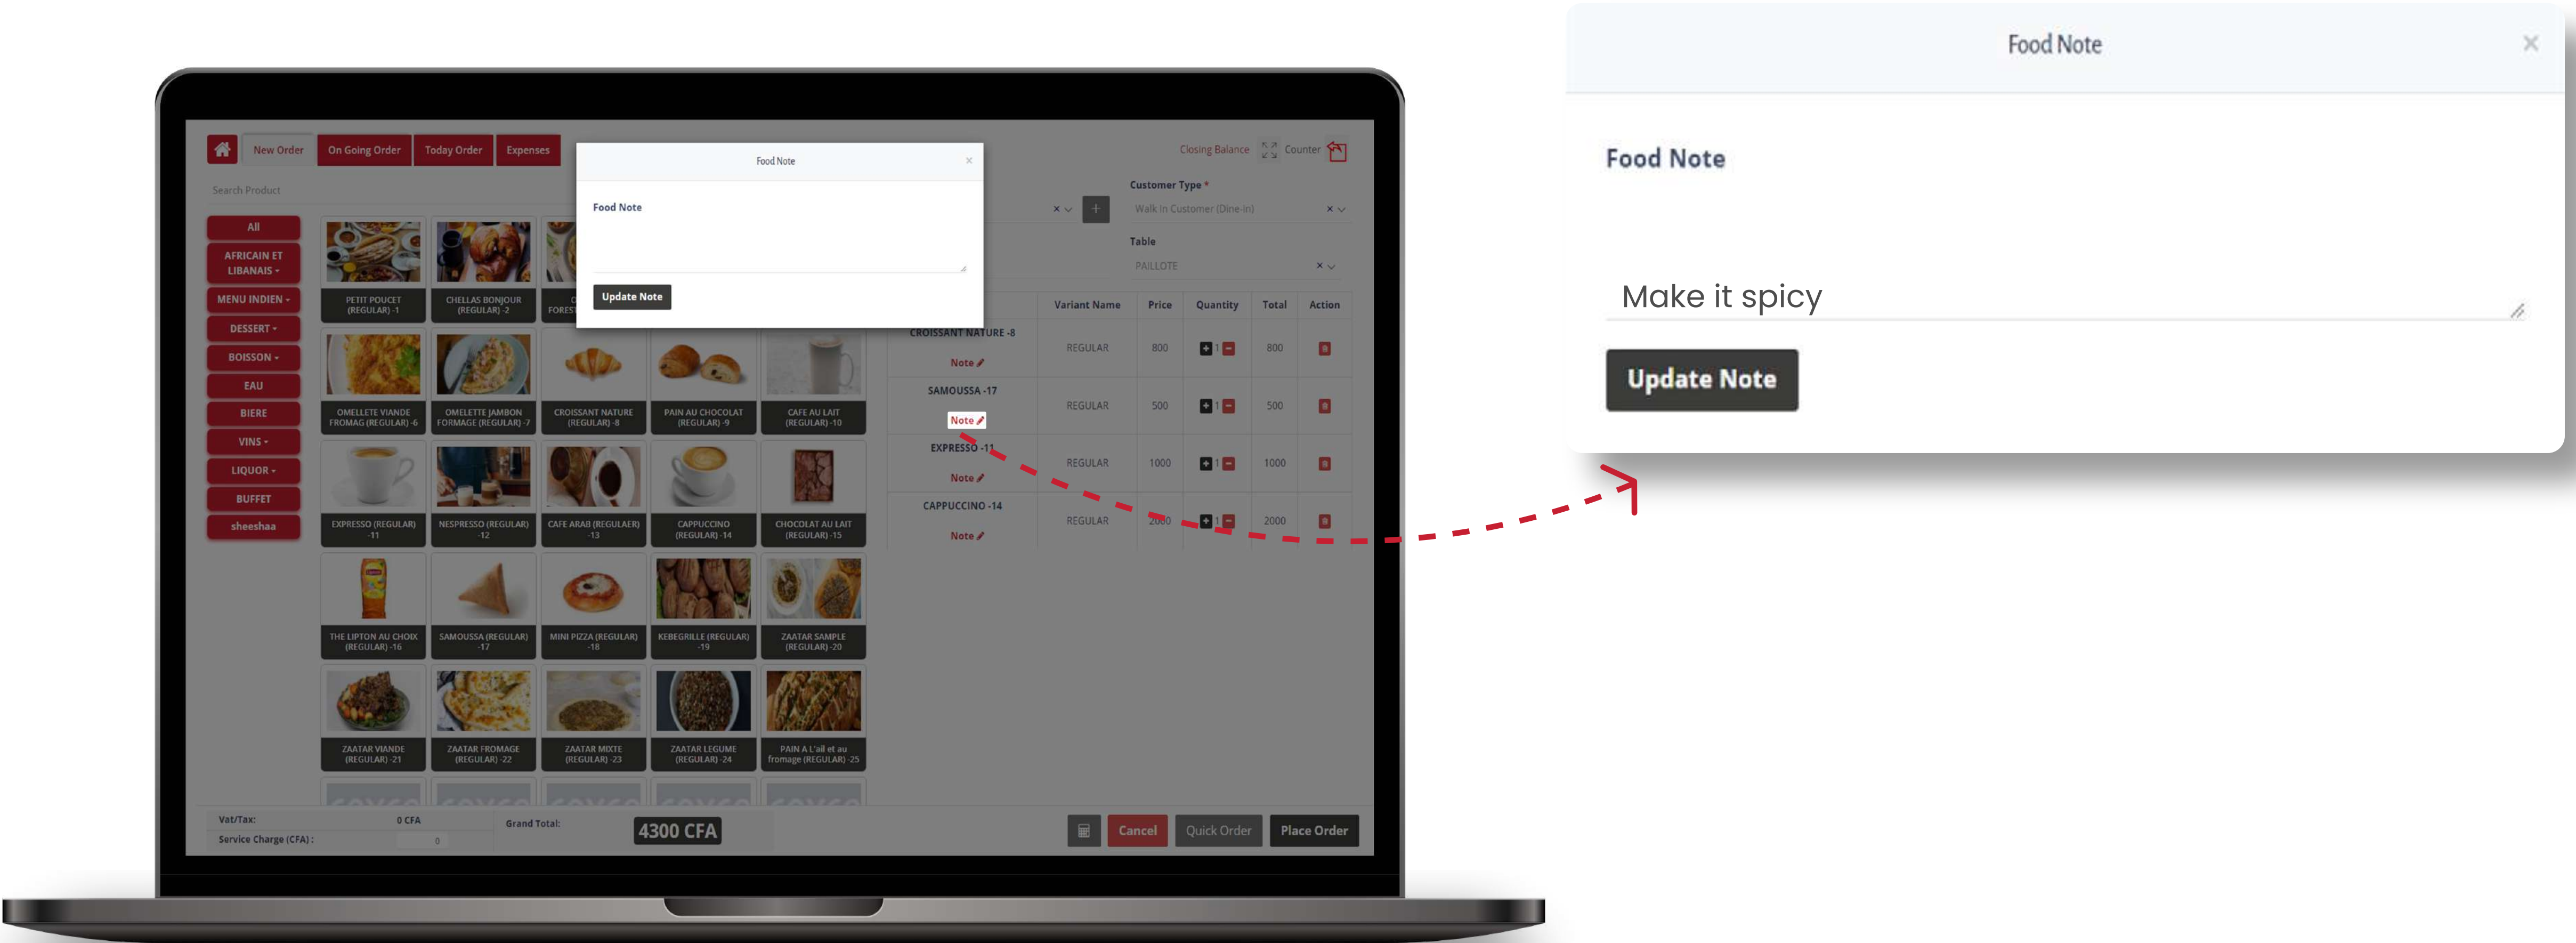 New Order
On Going Order
Today Order
Expenses
Closing Balance
Counter
Search Product
Food Note
×
Food Note
Update Note
Customer Type *
Walk In Customer (Dine-in)
Table
PAILLOTE
All
AFRICAIN ET
LIBANAIS
MENU INDIEN
DESSERT
BOISSON
EAU
BIERE
VINS
LIQUOR
BUFFET
sheeshaa
PETIT POUCET
(REGULAR) -1
CHELLAS BONJOUR
(REGULAR) -2
OMELLETE VIANDE
FROMAG (REGULAR) -6
OMELETTE JAMBON
FORMAGE (REGULAR) -7
CROISSANT NATURE
(REGULAR) -8
PAIN AU CHOCOLAT
(REGULAR) -9
CAFE AU LAIT
(REGULAR) -10
EXPRESSO (REGULAR)
-11
NESPRESSO (REGULAR)
-12
CAFE ARAB (REGULAER)
-13
CAPPUCCINO
(REGULAR) -14
CHOCOLAT AU LAIT
(REGULAR) -15
THE LIPTON AU CHOIX
(REGULAR) -16
SAMOUSSA (REGULAR)
-17
MINI PIZZA (REGULAR)
-18
KEBEGRILLE (REGULAR)
-19
ZAATAR SAMPLE
(REGULAR) -20
ZAATAR VIANDE
(REGULAR) -21
ZAATAR FROMAGE
(REGULAR) -22
ZAATAR MIXTE
(REGULAR) -23
ZAATAR LEGUME
(REGULAR) -24
PAIN A L'ail et au
fromage (REGULAR) -25
Variant Name Price Quantity Total Action
CROISSANT NATURE -8
Note
REGULAR 800 + 1 - 800
SAMOUSSA -17
Note
REGULAR 500 + 1 - 500
EXPRESSO -11
Note
REGULAR 1000 + 1 - 1000
CAPPUCCINO -14
Note
REGULAR 2000 + 1 - 2000
Vat/Tax: 0 CFA
Service Charge (CFA) : 0
Grand Total: 4300 CFA
Cancel
Quick Order
Place Order
Food Note
×
Food Note
Make it spicy
Update Note